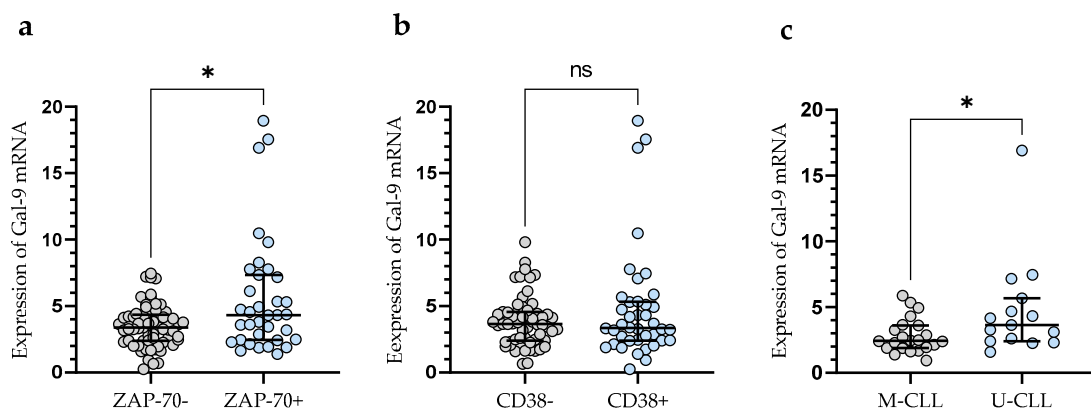 a
b
c
*
ns
*
Expression of Gal-9 mRNA
20
15
10
5
0
ZAP-70-
ZAP-70+
Eexpression of Gal-9 mRNA
20
15
10
5
0
CD38-
CD38+
Expression of Gal-9 mRNA
20
15
10
5
0
M-CLL
U-CLL